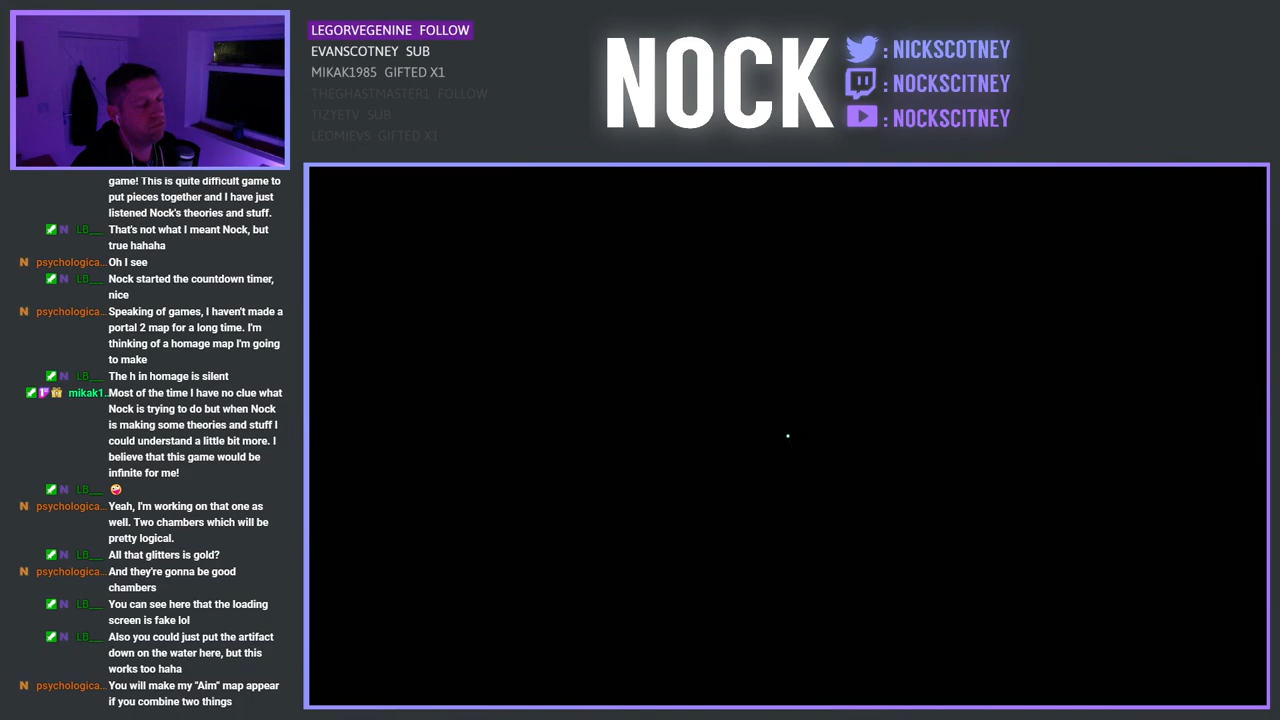 LEGORVEGENINE FOLLOW
EVANSCOTNEY SUB
MIKAK1985 GIFTED X1
THEGHASTMASTER1 FOLLOW
TIZYETV SUB
LEOMIEVS GIFTED X1
NOCK
: NICKSCOTNEY
: NOCKSCITNEY
: NOCKSCITNEY
game! This is quite difficult game to
put pieces together and I have just
listened Nock's theories and stuff.
N LB__ That's not what I meant Nock, but
true hahaha
N psychologica... Oh I see
N LB__ Nock started the countdown timer,
nice
N psychologica... Speaking of games, I haven't made a
portal 2 map for a long time. I'm
thinking of a homage map I'm going
to make
N LB__ The h in homage is silent
mikak1... Most of the time I have no clue what
Nock is trying to do but when Nock
is making some theories and stuff I
could understand a little bit more. I
believe that this game would be
infinite for me!
N LB__ 🤪
N psychologica... Yeah, I'm working on that one as
well. Two chambers which will be
pretty logical.
N LB__ All that glitters is gold?
N psychologica... And they're gonna be good
chambers
N LB__ You can see here that the loading
screen is fake lol
N LB__ Also you could just put the artifact
down on the water here, but this
works too haha
N psychologica... You will make my "Aim" map appear
if you combine two things